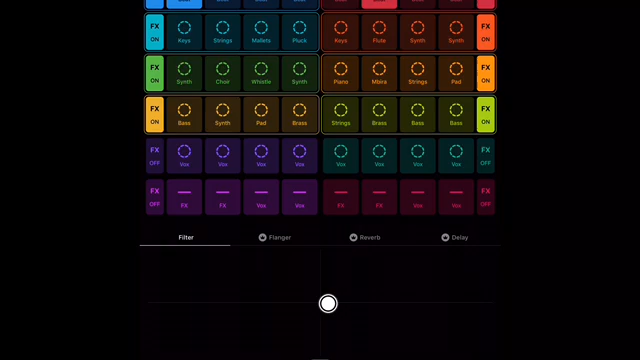 FX Keys Strings Mallets Pluck Keys Flute Synth Synth FX
ON ON
FX Synth Choir Whistle Synth Piano Mbira Strings Pad FX
ON ON
FX Bass Synth Pad Brass Strings Brass Bass Bass FX
ON ON
FX Vox Vox Vox Vox Vox Vox Vox Vox FX
OFF OFF
FX FX FX Vox Vox FX FX Vox Vox FX
OFF OFF
Filter Flanger Reverb Delay